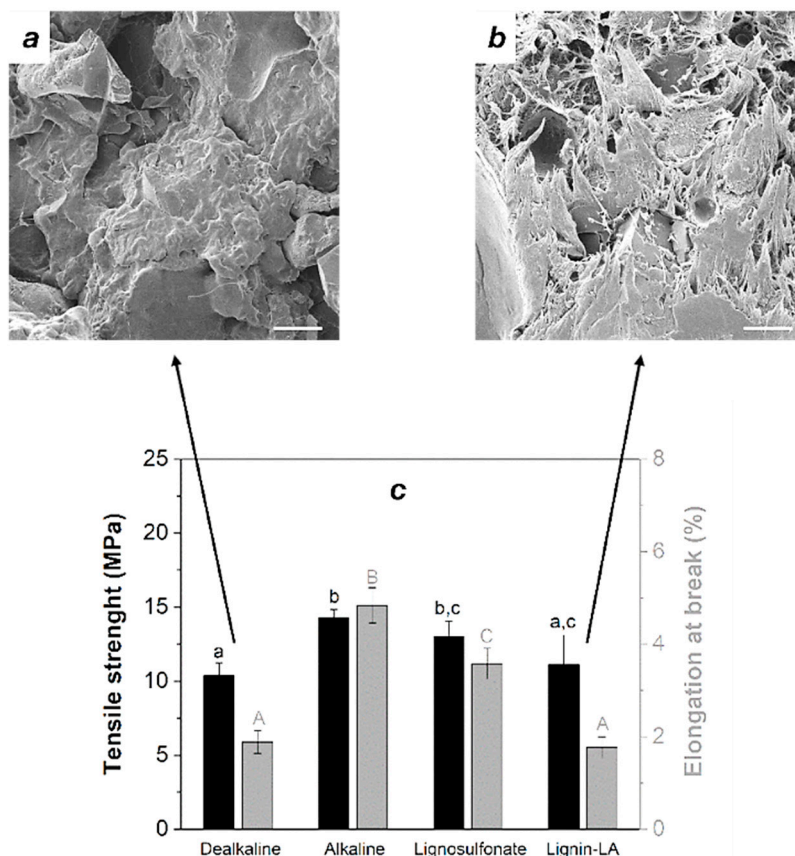 a
b
c
25
20
15
10
5
0
Tensile strenght (MPa)
8
6
4
2
0
Elongation at break (%)
a
A
b
B
b,c
C
a,c
A
Dealkaline Alkaline Lignosulfonate Lignin-LA